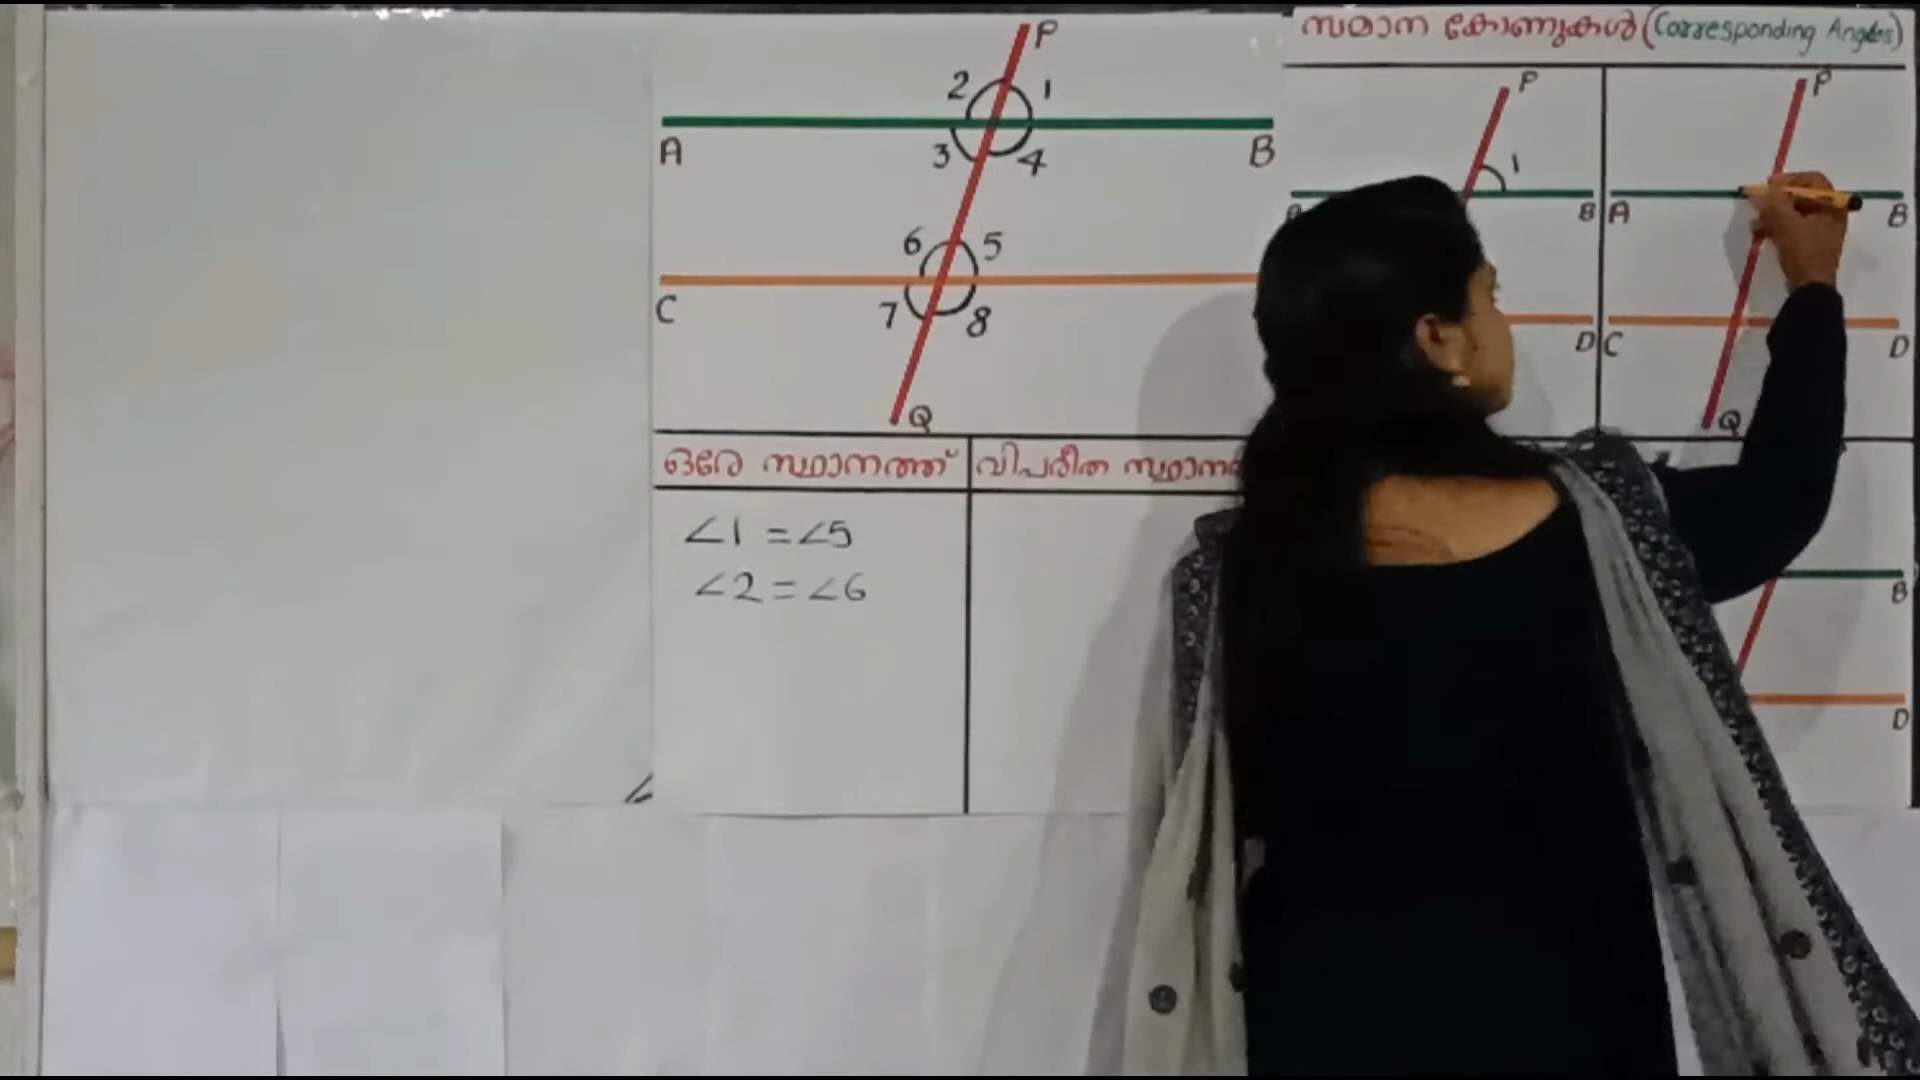 സമാന കോണുകൾ (Corresponding Angles)
P
2 1
A B
3 4
6 5
C
7 8
Q
P
1
B
D
P
A B
C D
Q
B
D
ഒരേ സ്ഥാനത്ത്
വിപരീത
∠1 = ∠5
∠2 = ∠6